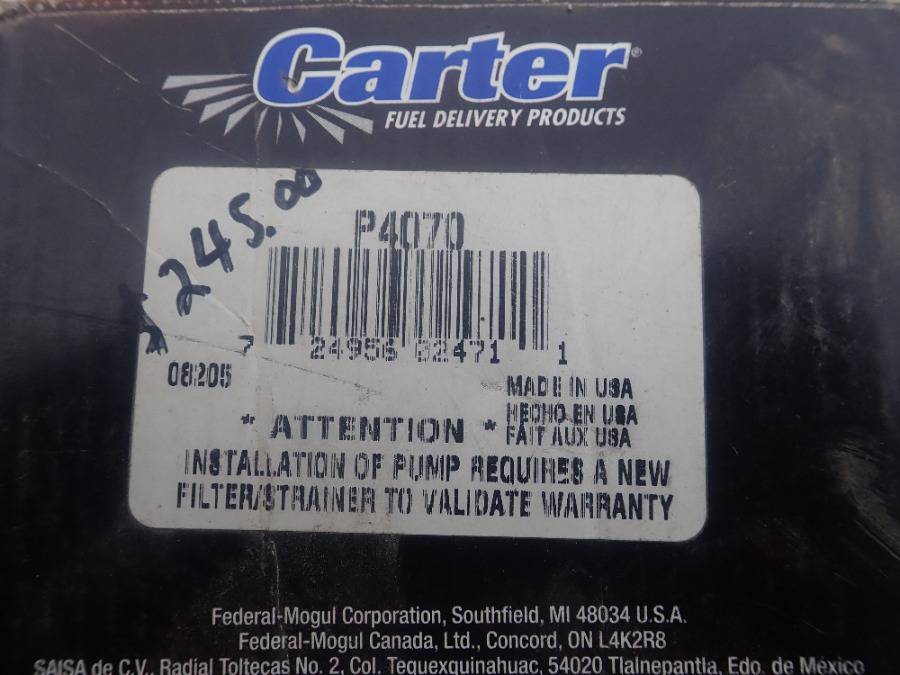 Carter®
FUEL DELIVERY PRODUCTS
$ 245.00
P4070
7 24956 02471 1
08205
MADE IN USA
HECHO EN USA
FAIT AUX USA
* ATTENTION *
INSTALLATION OF PUMP REQUIRES A NEW
FILTER/STRAINER TO VALIDATE WARRANTY
Federal-Mogul Corporation, Southfield, MI 48034 U.S.A.
Federal-Mogul Canada, Ltd., Concord, ON L4K2R8
SAISA de C.V., Radial Toltecas No. 2, Col. Tequexquinahuac, 54020 Tlalnepantla, Edo. de México